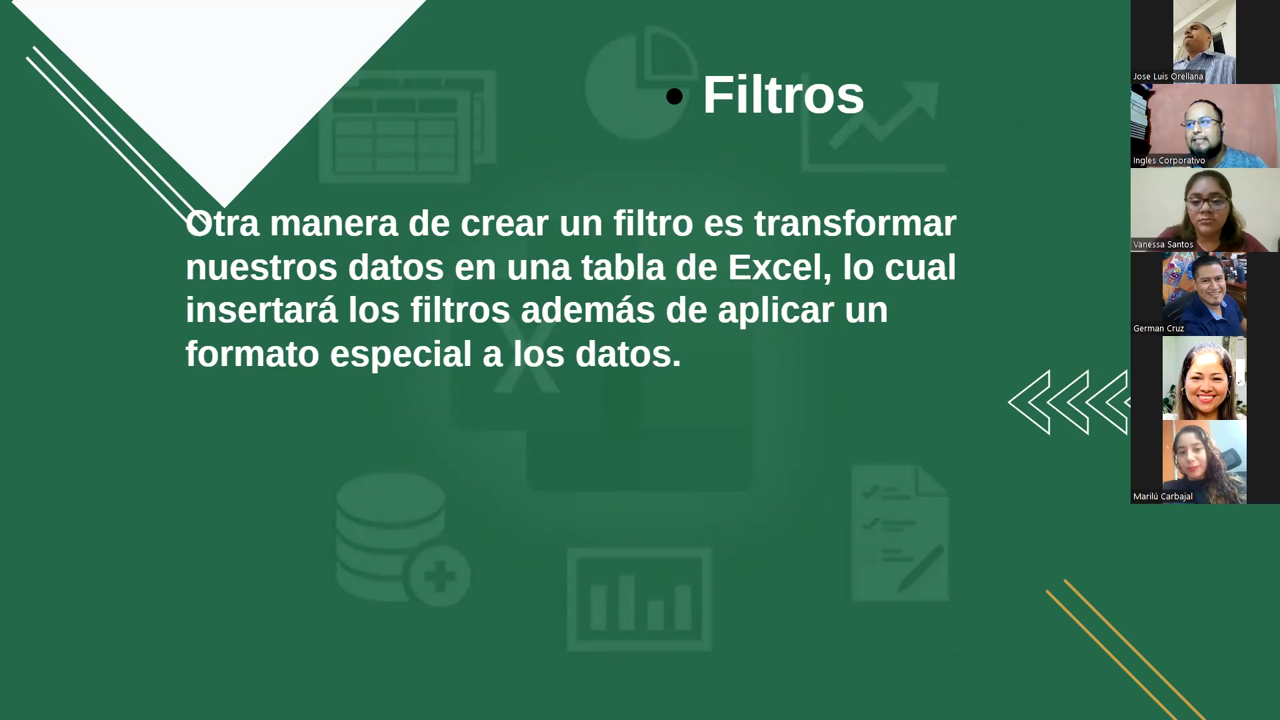 • Filtros
Otra manera de crear un filtro es transformar
nuestros datos en una tabla de Excel, lo cual
insertará los filtros además de aplicar un
formato especial a los datos.
X
Jose Luis Orellana
Ingles Corporativo
Vanessa Santos
German Cruz
Marilú Carbajal